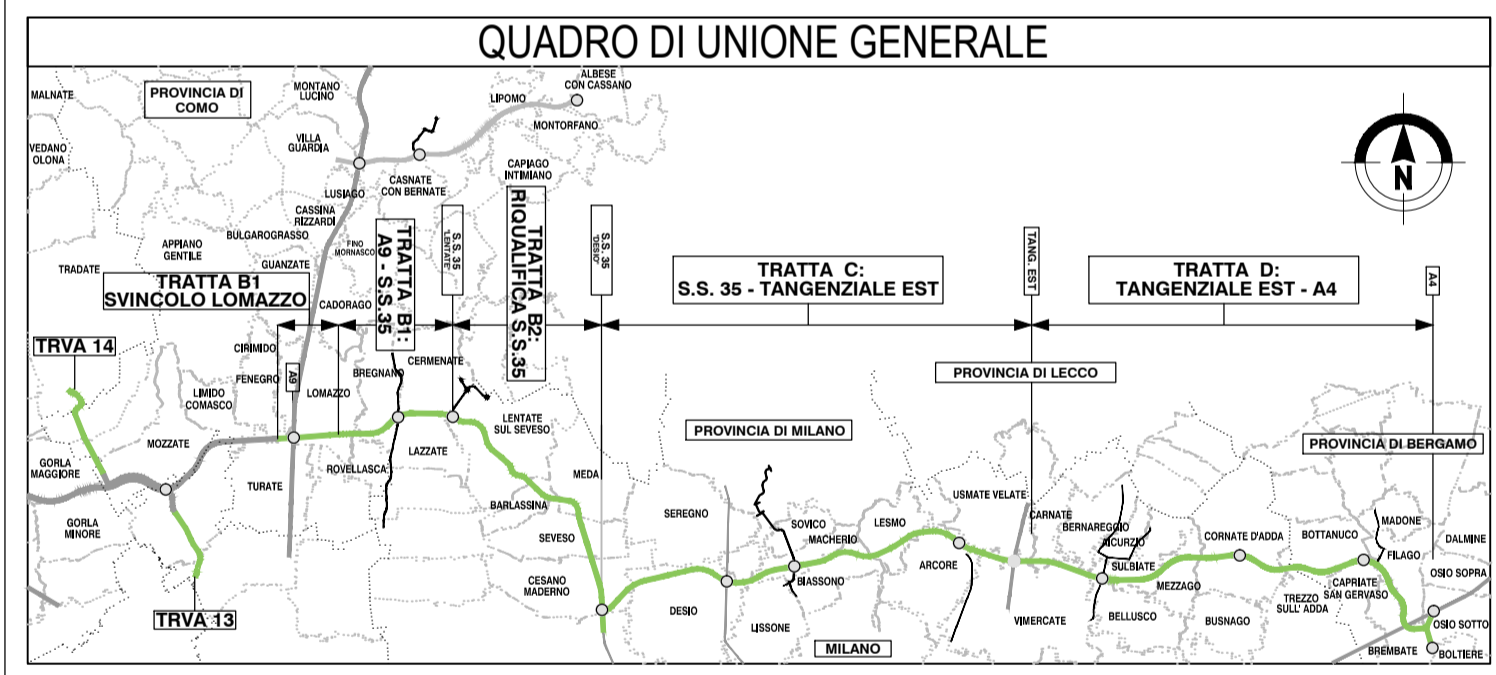 QUADRO DI UNIONE GENERALE
MALNATE
PROVINCIA DI
COMO
MONTANO
LUCINO
LIPOMO
ALBESE
CON CASSANO
MONTORFANO
VEDANO
OLONA
VILLA
GUARDIA
CAPIAGO
INTIMIANO
CASNATE
CON BERNATE
LUSIAGO
CASSINA
RIZZARDI
BULGAROGRASSO
FINO
MORNASCO
APPIANO
GENTILE
GUANZATE
TRADATE
TRATTA B1
SVINCOLO LOMAZZO
CADORAGO
TRATTA B1:
A9 - S.S.35
S.S. 35
"LENTATE"
TRATTA B2:
RIQUALIFICA S.S.35
S.S. 35
"DESIO"
TRATTA C:
S.S. 35 - TANGENZIALE EST
TANG. EST
TRATTA D:
TANGENZIALE EST - A4
A4
N
TRVA 14
CIRIMIDO
FENEGRO
A9
LOMAZZO
BREGNANO
CERMENATE
LIMIDO
COMASCO
MOZZATE
GORLA
MAGGIORE
GORLA
MINORE
TURATE
ROVELLASCA
LAZZATE
LENTATE
SUL SEVESO
TRVA 13
BARLASSINA
MEDA
SEVESO
CESANO
MADERNO
PROVINCIA DI MILANO
PROVINCIA DI LECCO
PROVINCIA DI BERGAMO
SEREGNO
DESIO
LISSONE
SOVICO
MACHERIO
BIASSONO
LESMO
ARCORE
MILANO
USMATE VELATE
CARNATE
BERNAREGGIO
AICURZIO
SULBIATE
VIMERCATE
BELLUSCO
MEZZAGO
BUSNAGO
CORNATE D'ADDA
TREZZO
SULL' ADDA
BOTTANUCO
CAPRIATE
SAN GERVASO
MADONE
FILAGO
DALMINE
OSIO SOPRA
OSIO SOTTO
BREMBATE
BOLTIERE